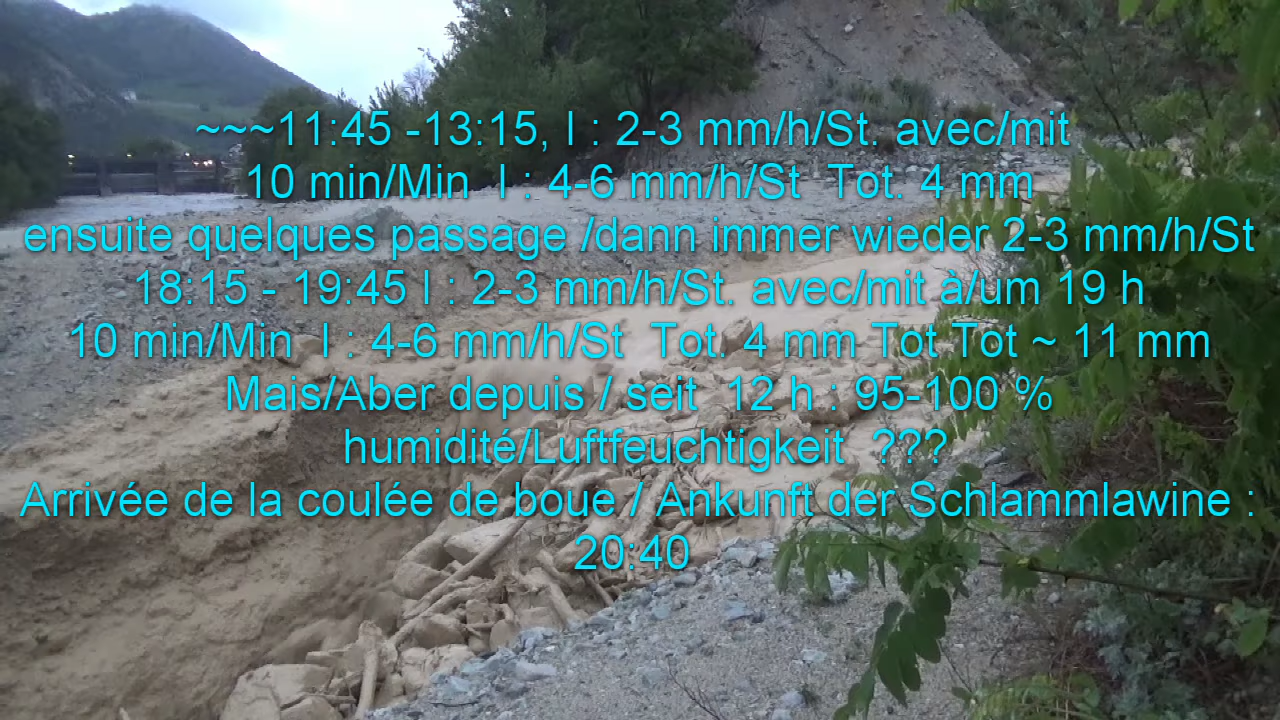 ~~~11:45 -13:15, I : 2-3 mm/h/St. avec/mit
10 min/Min  I : 4-6 mm/h/St  Tot. 4 mm
ensuite quelques passage /dann immer wieder 2-3 mm/h/St
18:15 - 19:45 I : 2-3 mm/h/St. avec/mit à/um 19 h
10 min/Min  I : 4-6 mm/h/St  Tot. 4 mm Tot Tot ~ 11 mm
Mais/Aber depuis / seit  12 h : 95-100 %
humidité/Luftfeuchtigkeit  ???
Arrivée de la coulée de boue / Ankunft der Schlammlawine :
20:40